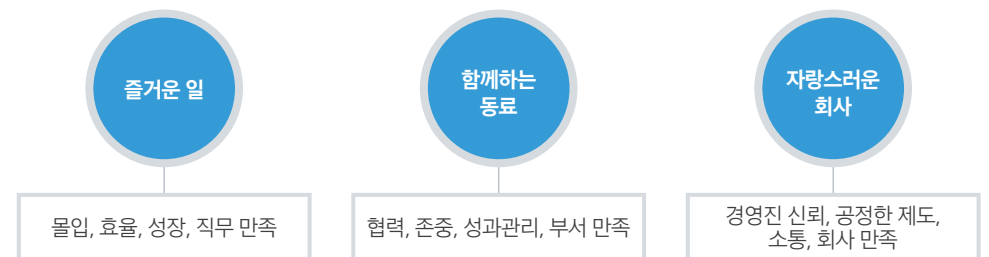 즐거운 일
함께하는
동료
자랑스러운
회사
몰입, 효율, 성장, 직무 만족
협력, 존중, 성과관리, 부서 만족
경영진 신뢰, 공정한 제도,
소통, 회사 만족